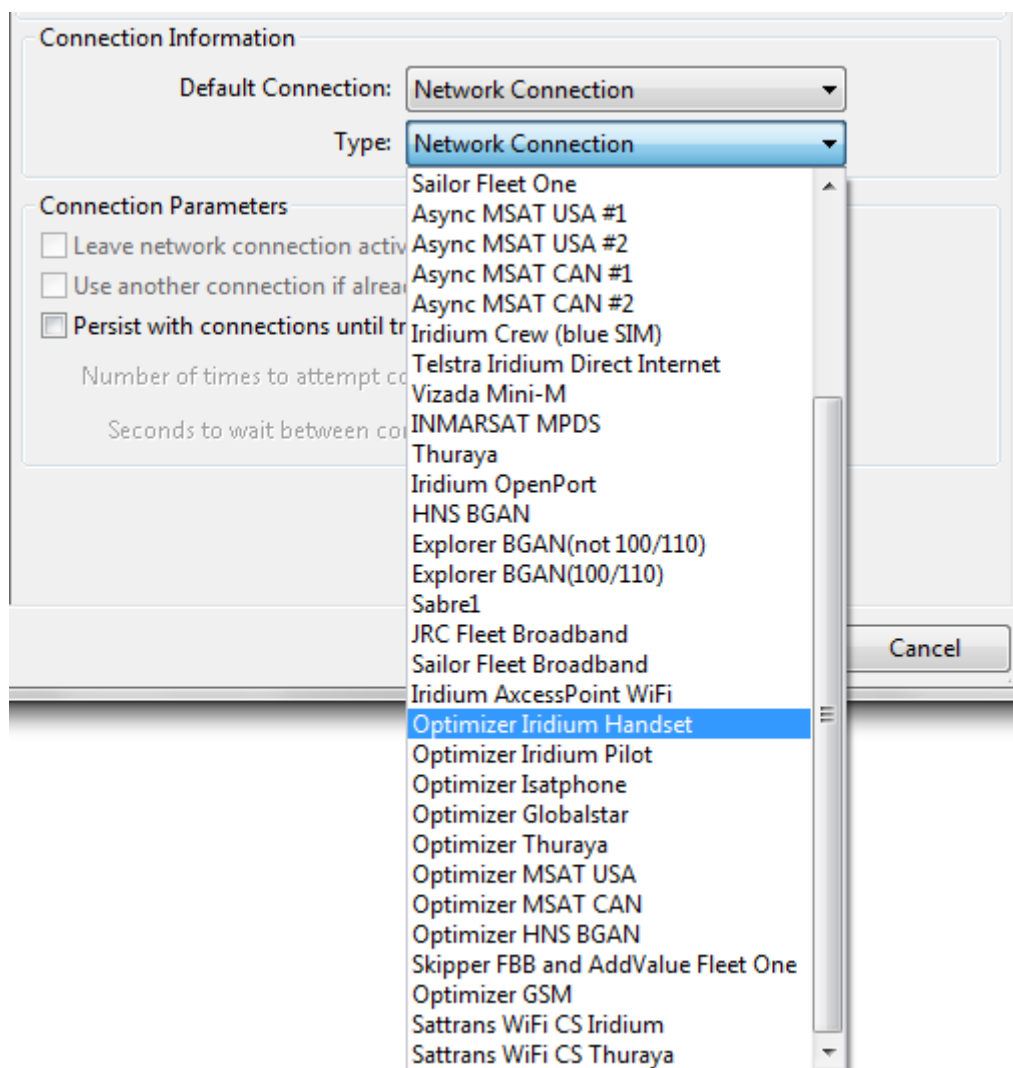 Connection Information
Default Connection: Network Connection
Type: Network Connection
Sailor Fleet One
Connection Parameters
Async MSAT USA #1
Leave network connection
Async MSAT USA #2
Use another connection if
Async MSAT CAN #1
Async MSAT CAN #2
Persist with connections until
Iridium Crew (blue SIM)
Telstra Iridium Direct Internet
Number of times to attempt
Vizada Mini-M
INMARSAT MPDS
Seconds to wait between
Thuraya
Iridium OpenPort
HNS BGAN
Explorer BGAN(not 100/110)
Explorer BGAN(100/110)
Sabre1
JRC Fleet Broadband
Cancel
Sailor Fleet Broadband
Iridium AxcessPoint WiFi
Optimizer Iridium Handset
Optimizer Iridium Pilot
Optimizer Isatphone
Optimizer Globalstar
Optimizer Thuraya
Optimizer MSAT USA
Optimizer MSAT CAN
Optimizer HNS BGAN
Skipper FBB and AddValue Fleet One
Optimizer GSM
Sattrans WiFi CS Iridium
Sattrans WiFi CS Thuraya